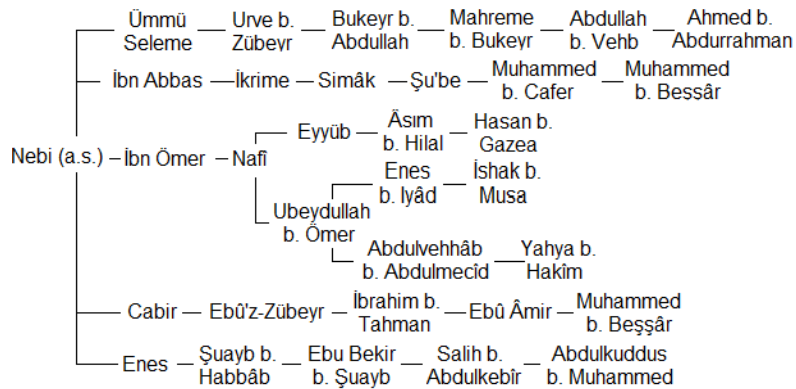 Ümmü Seleme
Urve b. Zübeyr
Bukeyr b. Abdullah
Mahreme b. Bukeyr
Abdullah b. Vehb
Ahmed b. Abdurrahman
İbn Abbas
İkrime
Simâk
Şu'be
Muhammed b. Cafer
Muhammed b. Beşsâr
Nebi (a.s.)
İbn Ömer
Nafî
Eyyüb
Âsım b. Hilal
Hasan b. Gazea
Ubeydullah b. Ömer
Enes b. Iyâd
İshak b. Musa
Abdulvehhâb b. Abdulmecîd
Yahya b. Hakîm
Cabir
Ebû'z-Zübeyr
İbrahim b. Tahman
Ebû Âmir
Muhammed b. Beşşâr
Enes
Şuayb b. Habbâb
Ebu Bekir b. Şuayb
Salih b. Abdulkebîr
Abdulkuddus b. Muhammed